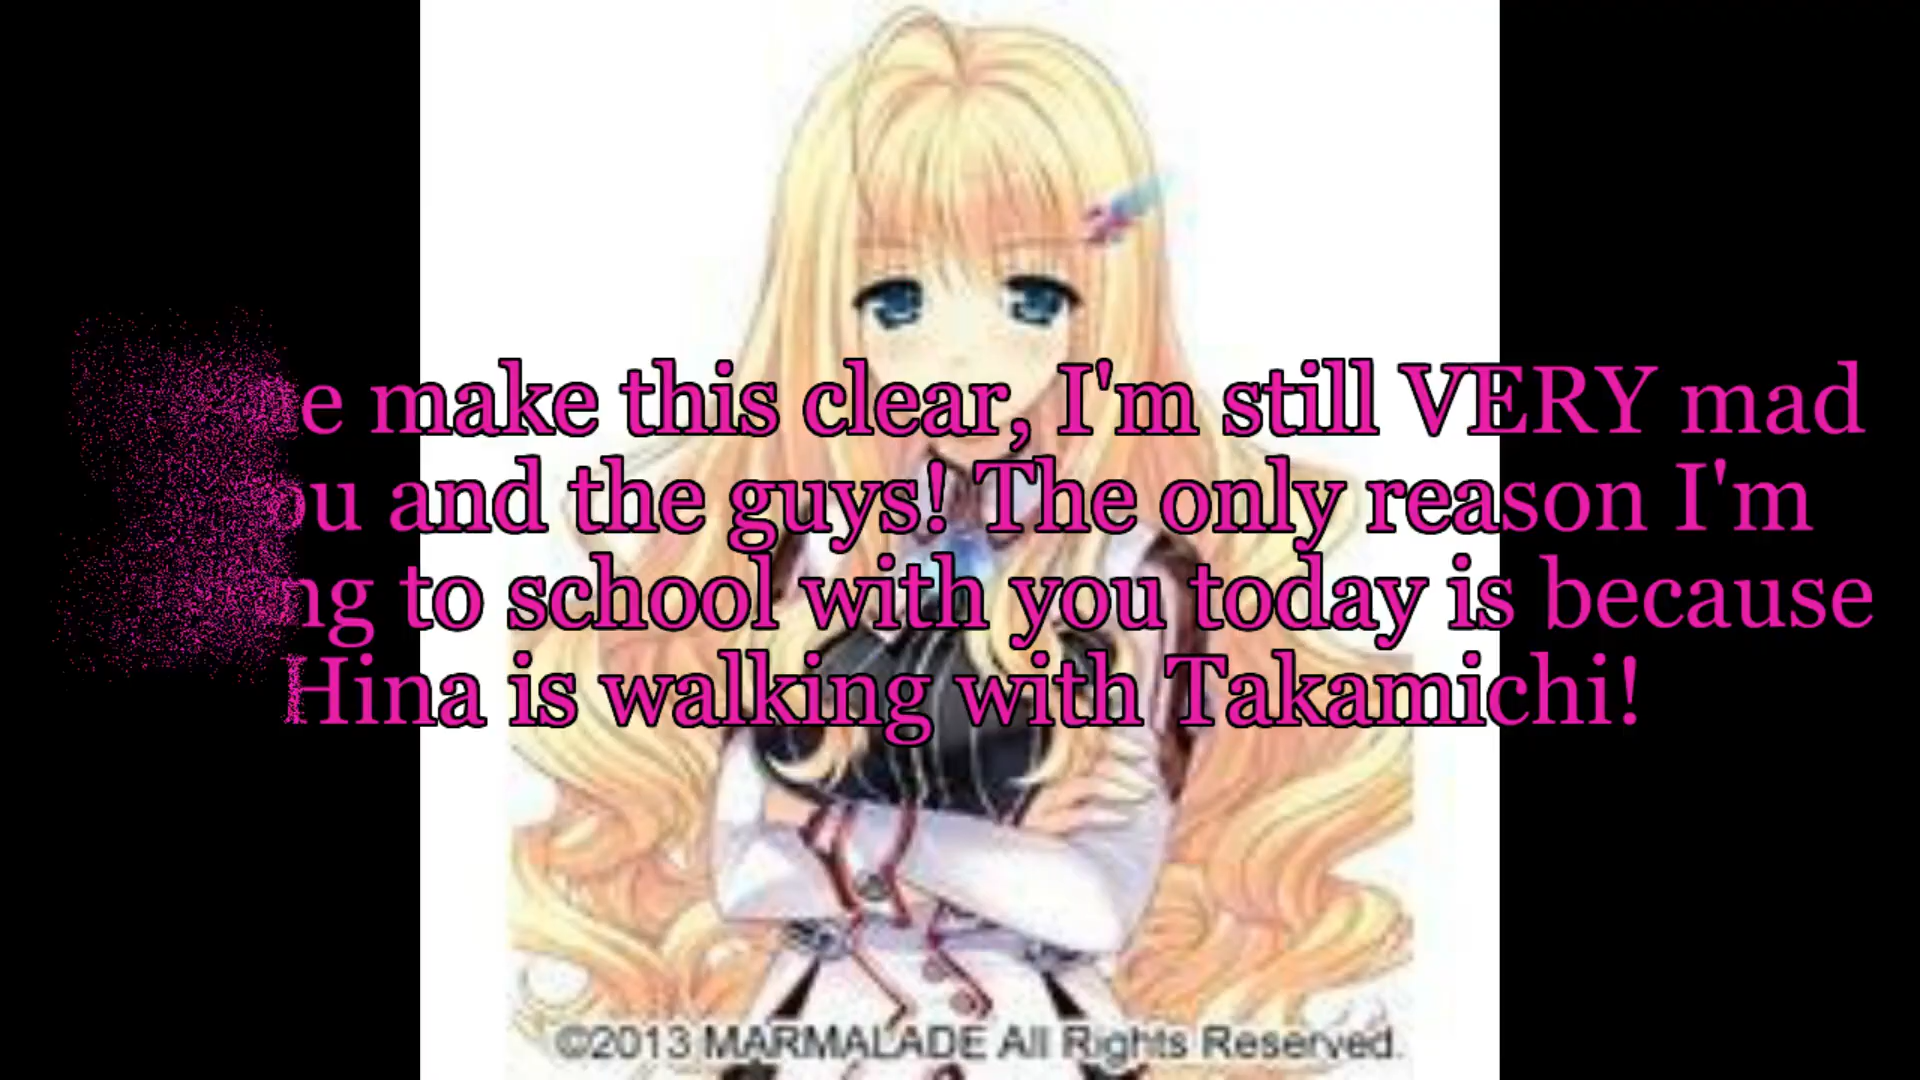 make this clear, I'm still VERY mad
and the guys! The only reason I'm
to school with you today is because
Hina is walking with Takamichi!
©2013 MARMALADE All Rights Reserved.